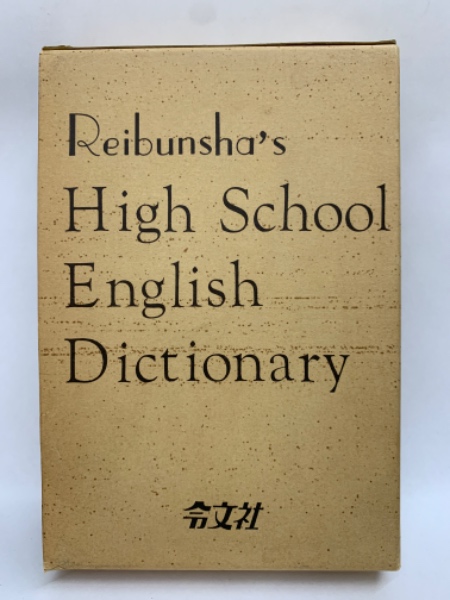 Reibunsha's
High School
English
Dictionary
令文社